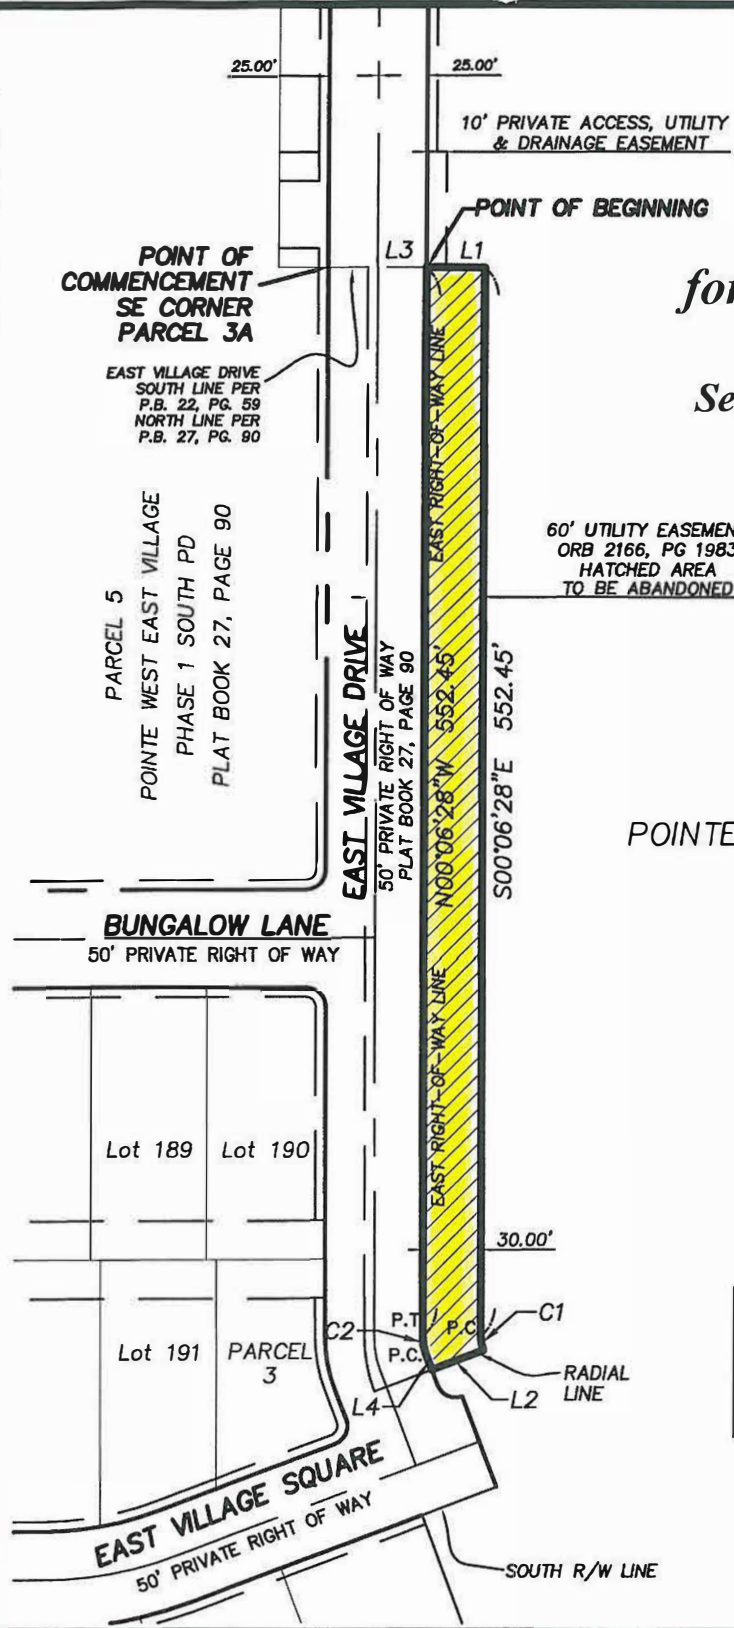 25.00'
25.00'
10' PRIVATE ACCESS, UTILITY
& DRAINAGE EASEMENT
POINT OF BEGINNING
L3
L1
POINT OF
COMMENCEMENT
SE CORNER
PARCEL 3A
for
EAST VILLAGE DRIVE
SOUTH LINE PER
P.B. 22, PG. 59
NORTH LINE PER
P.B. 27, PG. 90
Se
EAST RIGHT-OF-WAY LINE
60' UTILITY EASEMEN
ORB 2166, PG 1983
HATCHED AREA
TO BE ABANDONED
PARCEL 5
POINTE WEST EAST VILLAGE
PHASE 1 SOUTH PD
PLAT BOOK 27, PAGE 90
EAST VILLAGE DRIVE
50' PRIVATE RIGHT OF WAY
PLAT BOOK 27, PAGE 90
N00°06'28"W 552.45'
S00°06'28"E 552.45'
POINTE
BUNGALOW LANE
50' PRIVATE RIGHT OF WAY
EAST RIGHT-OF-WAY LINE
Lot 189
Lot 190
30.00'
Lot 191
PARCEL
3
C2
P.T.
P.C.
P.C.
C1
RADIAL
LINE
L4
L2
EAST VILLAGE SQUARE
50' PRIVATE RIGHT OF WAY
SOUTH R/W LINE